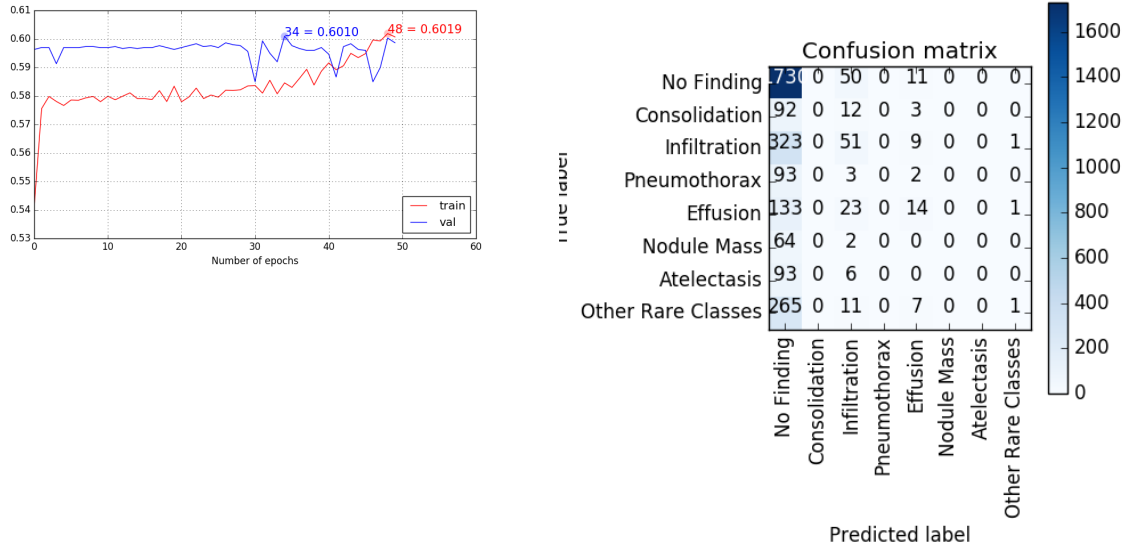 0.61
0.60
0.59
0.58
0.57
0.56
0.55
0.54
0.53
0 10 20 30 40 50 60
Number of epochs
34 = 0.6010
48 = 0.6019
train
val
Confusion matrix
No Finding 1730 0 50 0 11 0 0 0
Consolidation 92 0 12 0 3 0 0 0
Infiltration 323 0 51 0 9 0 0 1
Pneumothorax 93 0 3 0 2 0 0 0
Effusion 133 0 23 0 14 0 0 1
Nodule Mass 64 0 2 0 0 0 0 0
Atelectasis 93 0 6 0 0 0 0 0
Other Rare Classes 265 0 11 0 7 0 0 1
True label
No Finding
Consolidation
Infiltration
Pneumothorax
Effusion
Nodule Mass
Atelectasis
Other Rare Classes
Predicted label
1600
1400
1200
1000
800
600
400
200
0